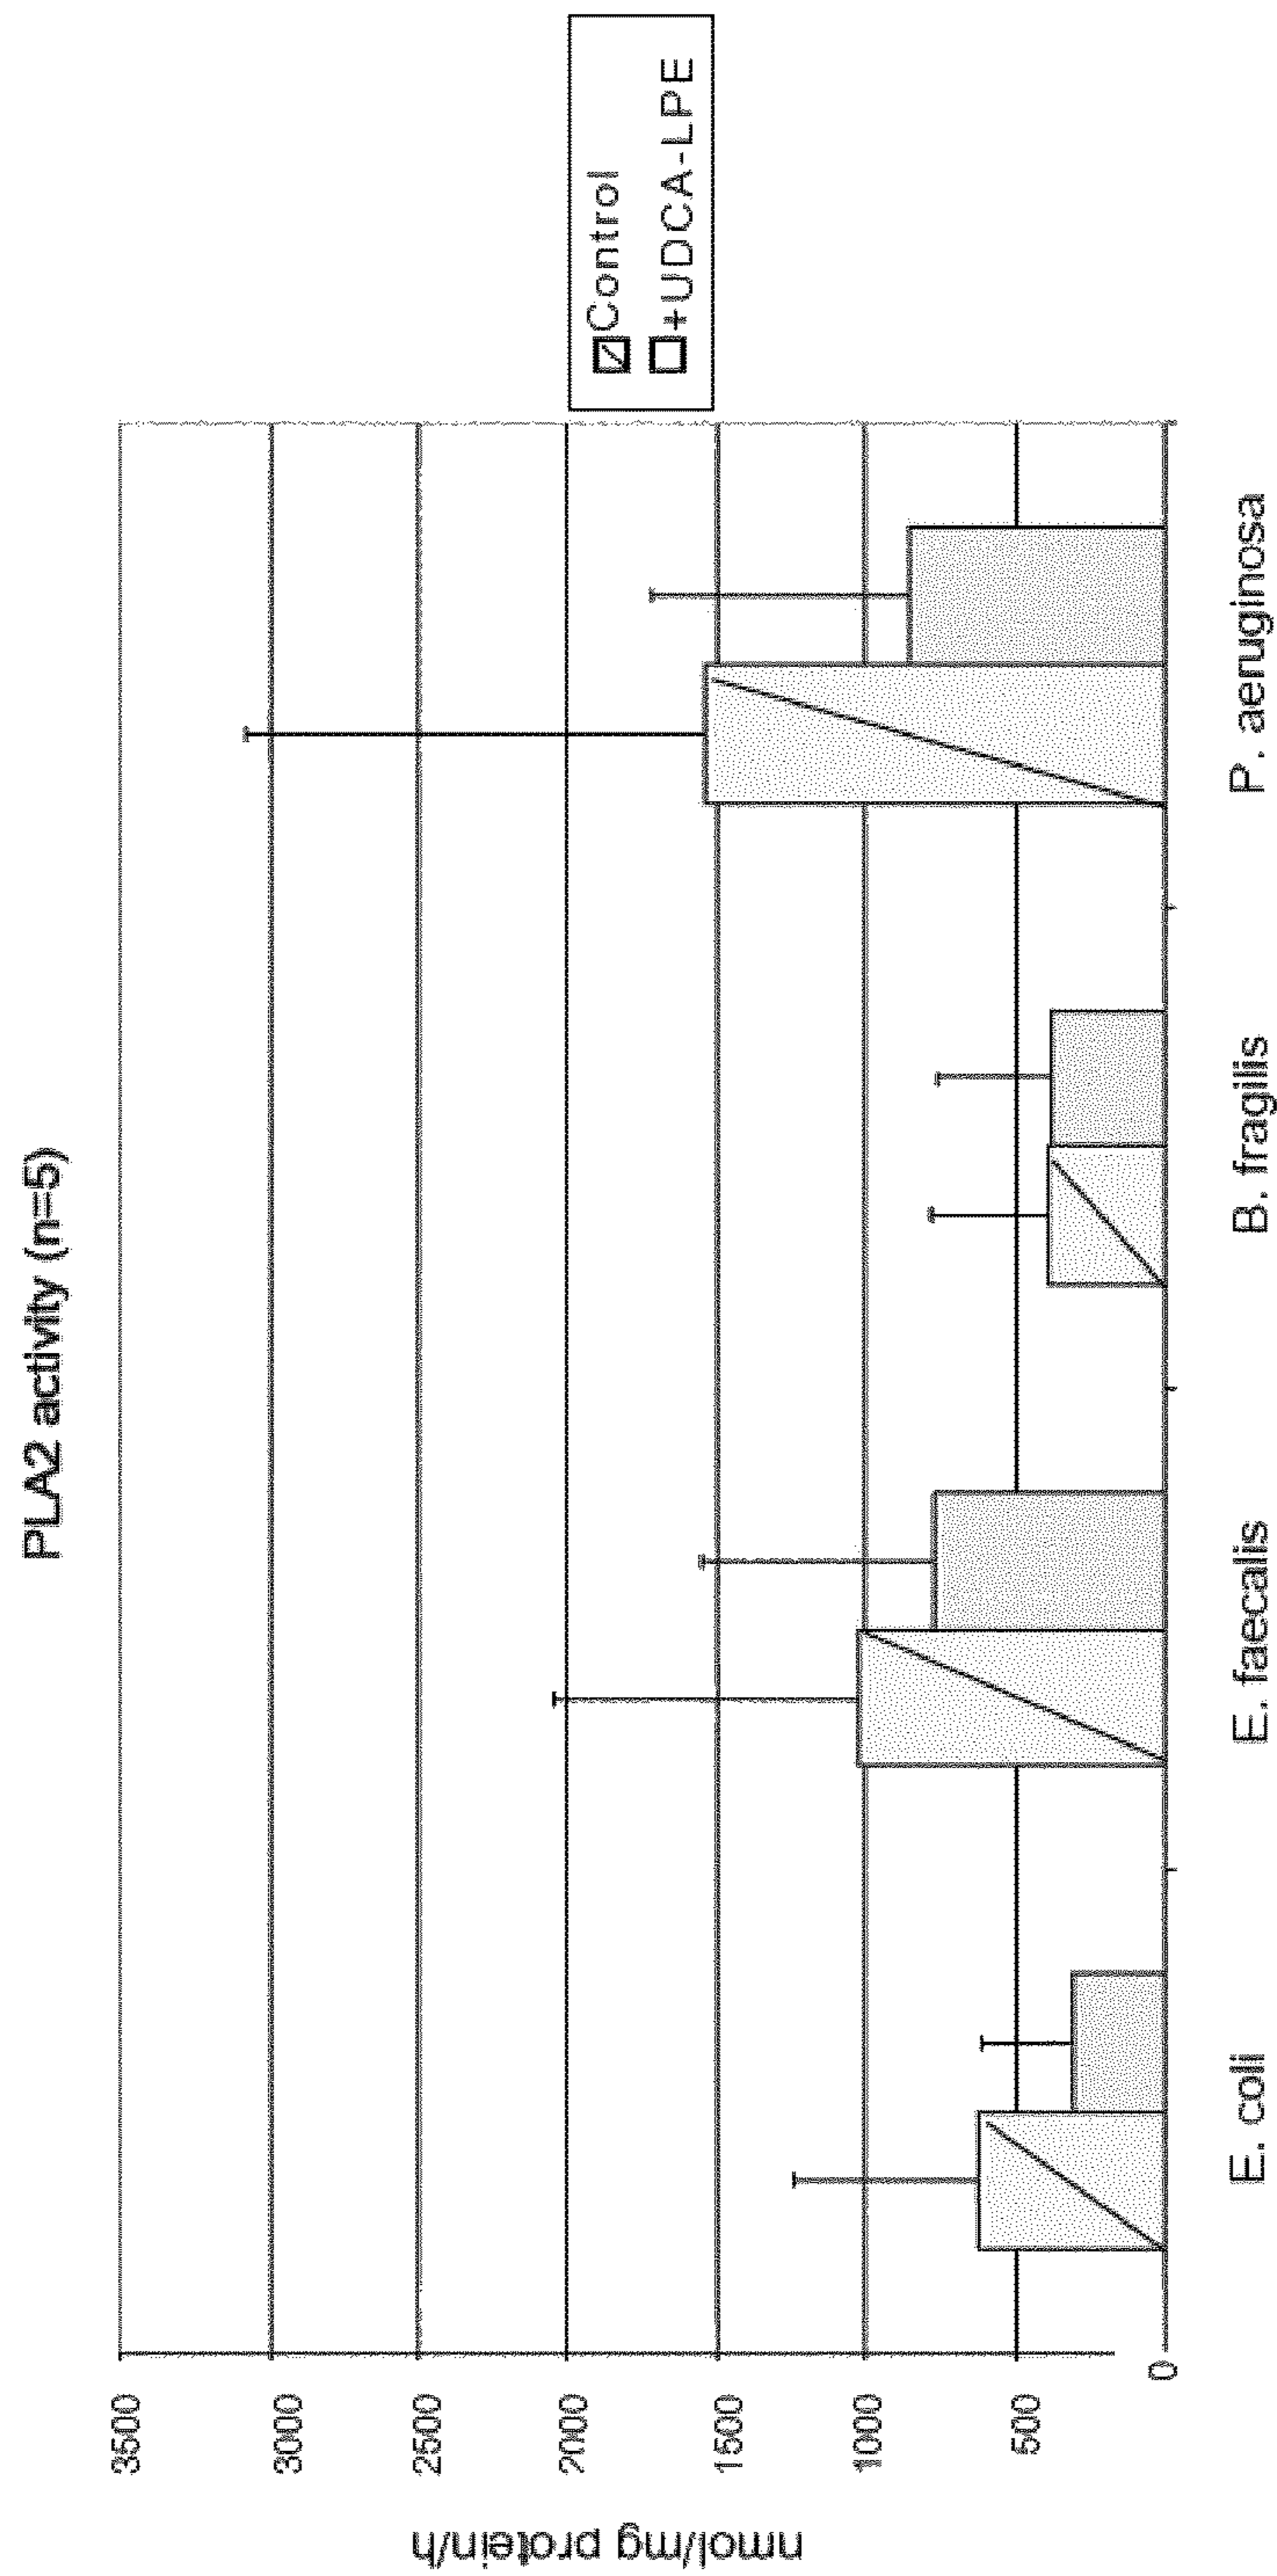 PLA2 activity (n=5)
nmol/mg protein/h
3500
3000
2500
2000
1500
1000
500
0
E. coli
E. faecalis
B. fragilis
P. aeruginosa
Control
+UDCA-LPE